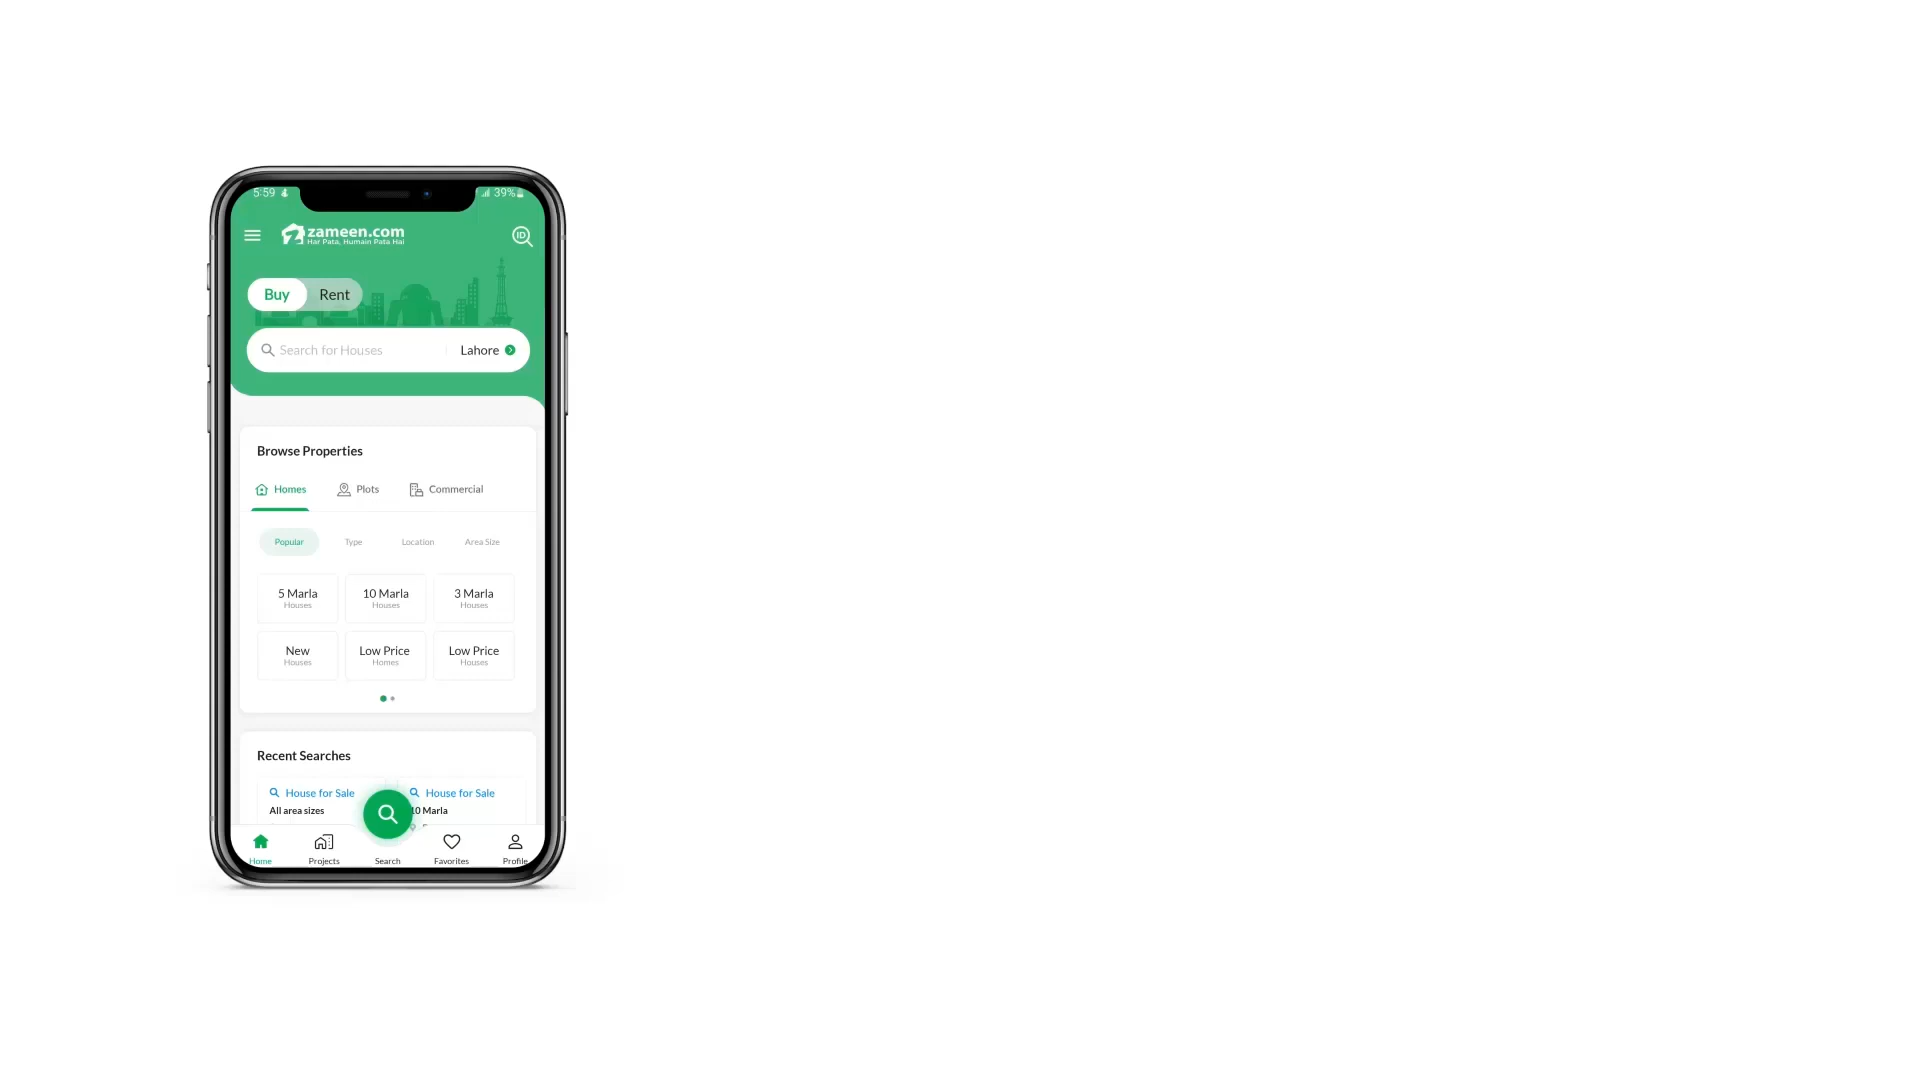 5:59
39%
zameen.com
Har Pata, Humain Pata Hai
ID
Buy Rent
Search for Houses Lahore
Browse Properties
Homes Plots Commercial
Popular Type Location Area Size
5 Marla 10 Marla 3 Marla
Houses Houses Houses
New Low Price Low Price
Houses Homes Houses
Recent Searches
House for Sale House for Sale
All area sizes 10 Marla
Home Projects Search Favorites Profile